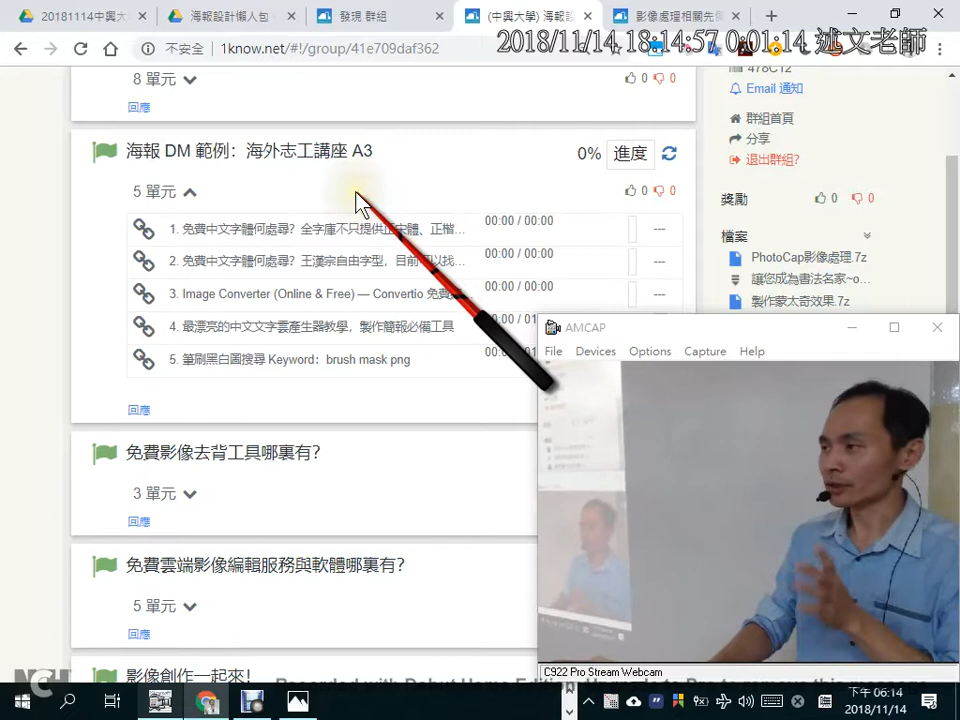 20181114中興大
海報設計懶人包
發現 群組
(中興大學) 海報設
影像處理相關先
不安全
1know.net/#!/group/41e709daf362
2018/11/14 18:14:57 0:01:14 述文老師
8 單元
0
0
回應
478C12
Email 通知
群組首頁
分享
退出群組?
海報 DM 範例：海外志工講座 A3
0%
進度
5 單元
0
0
獎勵
0
0
1. 免費中文字體何處尋？全字庫不只提供正宋體、正楷...
00:00 / 00:00
---
2. 免費中文字體何處尋？王漢宗自由字型，目前可以找...
00:00 / 00:00
---
3. Image Converter (Online & Free) — Convertio 免費
00:00 / 00:00
---
4. 最漂亮的中文文字雲產生器教學，製作簡報必備工具
5. 筆刷黑白圖搜尋 Keyword：brush mask png
檔案
PhotoCap影像處理.7z
讓您成為書法名家~o...
製作蒙太奇效果.7z
回應
免費影像去背工具哪裏有?
3 單元
回應
免費雲端影像編輯服務與軟體哪裏有?
5 單元
回應
影像創作一起來!
AMCAP
File
Devices
Options
Capture
Help
C922 Pro Stream Webcam
下午 06:14
2018/11/14